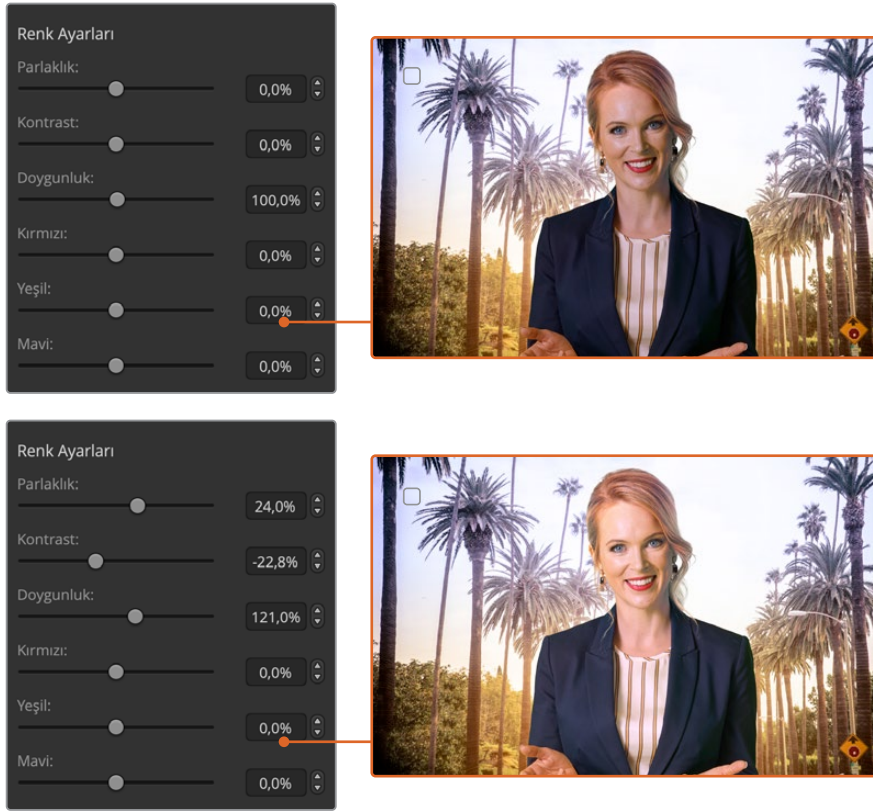 Renk Ayarları
Parlaklık:
0,0%
Kontrast:
0,0%
Doygunluk:
100,0%
Kırmızı:
0,0%
Yeşil:
0,0%
Mavi:
0,0%
Renk Ayarları
Parlaklık:
24,0%
Kontrast:
-22,8%
Doygunluk:
121,0%
Kırmızı:
0,0%
Yeşil:
0,0%
Mavi:
0,0%